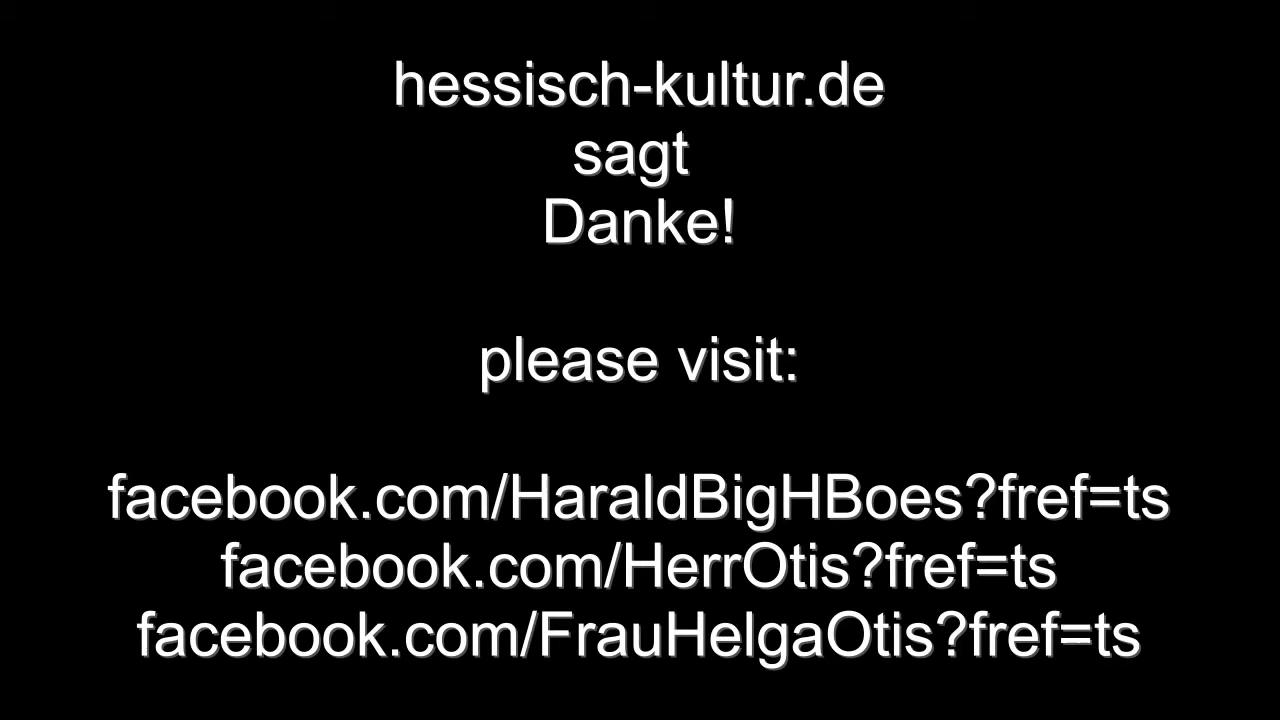 hessisch-kultur.de
sagt
Danke!
please visit:
facebook.com/HaraldBigHBoes?fref=ts
facebook.com/HerrOtis?fref=ts
facebook.com/FrauHelgaOtis?fref=ts